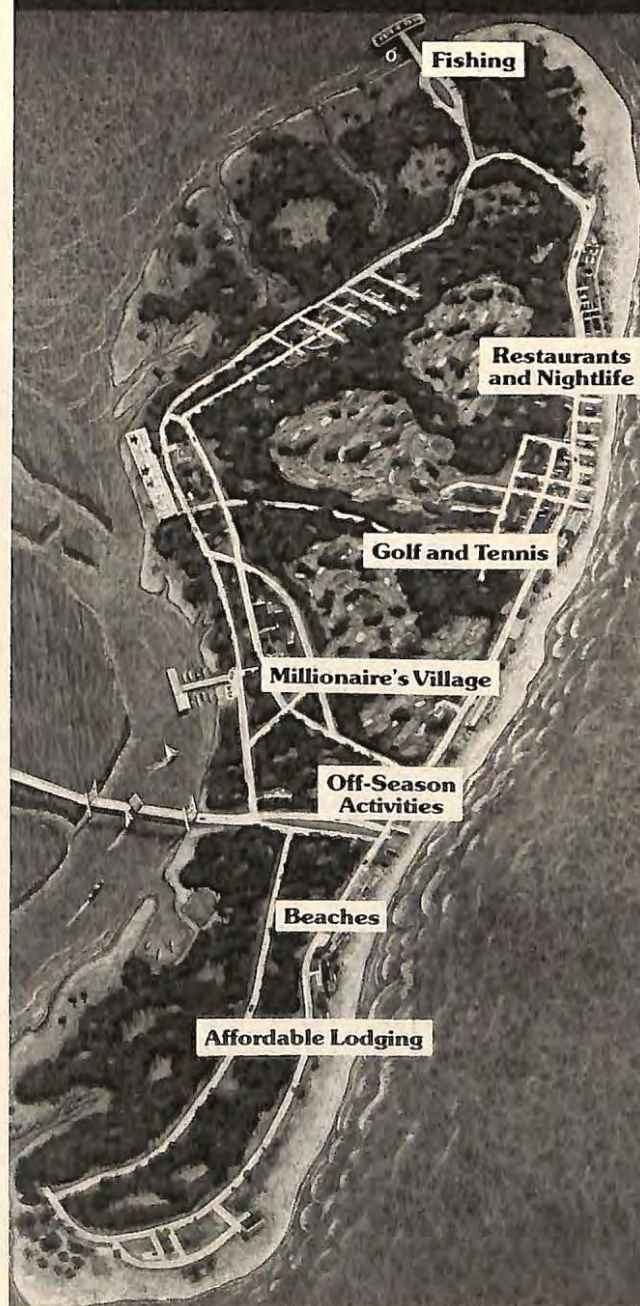 Fishing
Restaurants
and Nightlife
Golf and Tennis
Millionaire's Village
Off-Season
Activities
Beaches
Affordable Lodging